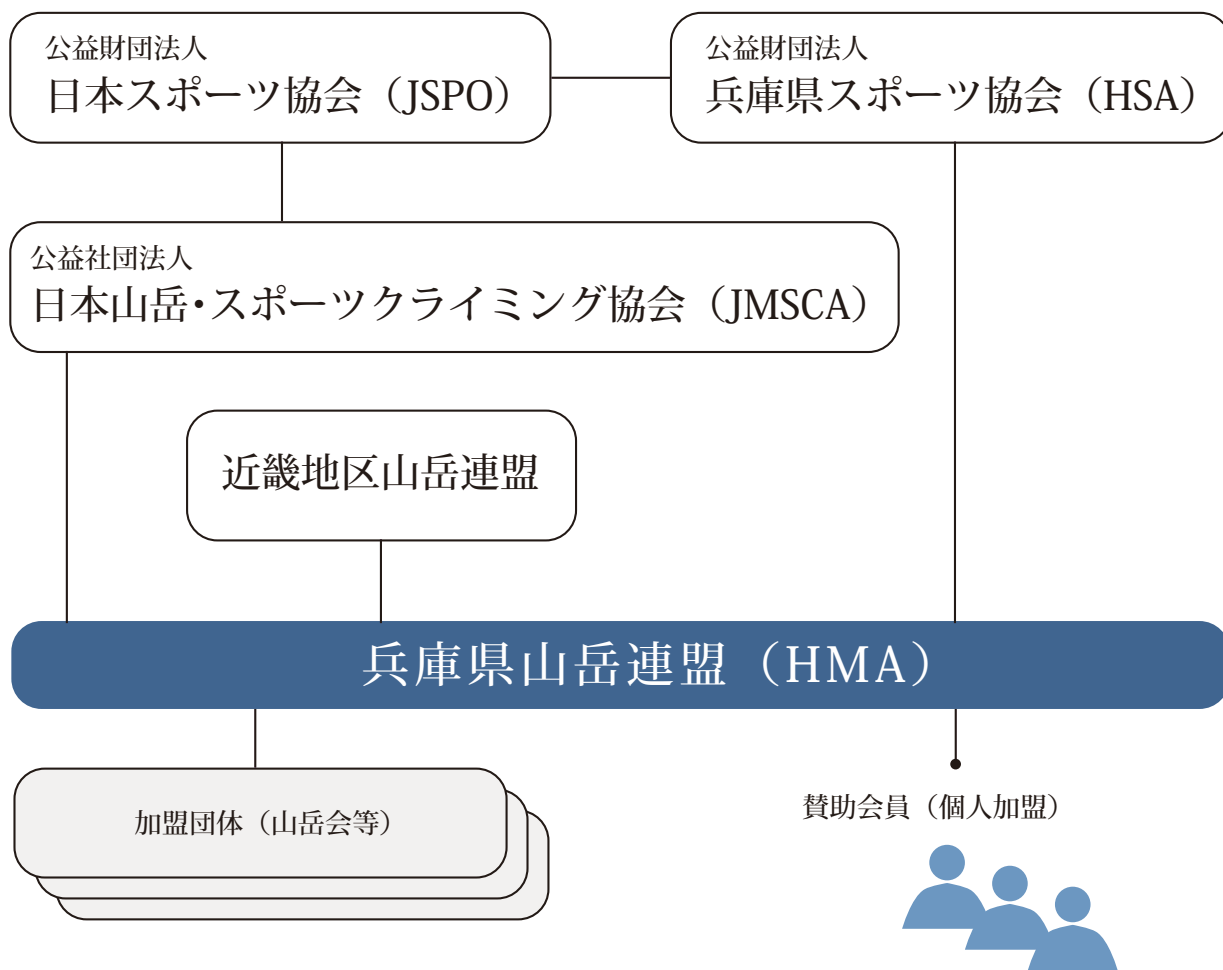 公益財団法人
日本スポーツ協会（JSPO）
公益財団法人
兵庫県スポーツ協会（HSA）
公益社団法人
日本山岳・スポーツクライミング協会（JMSCA）
近畿地区山岳連盟
兵庫県山岳連盟（HMA）
加盟団体（山岳会等）
賛助会員（個人加盟）